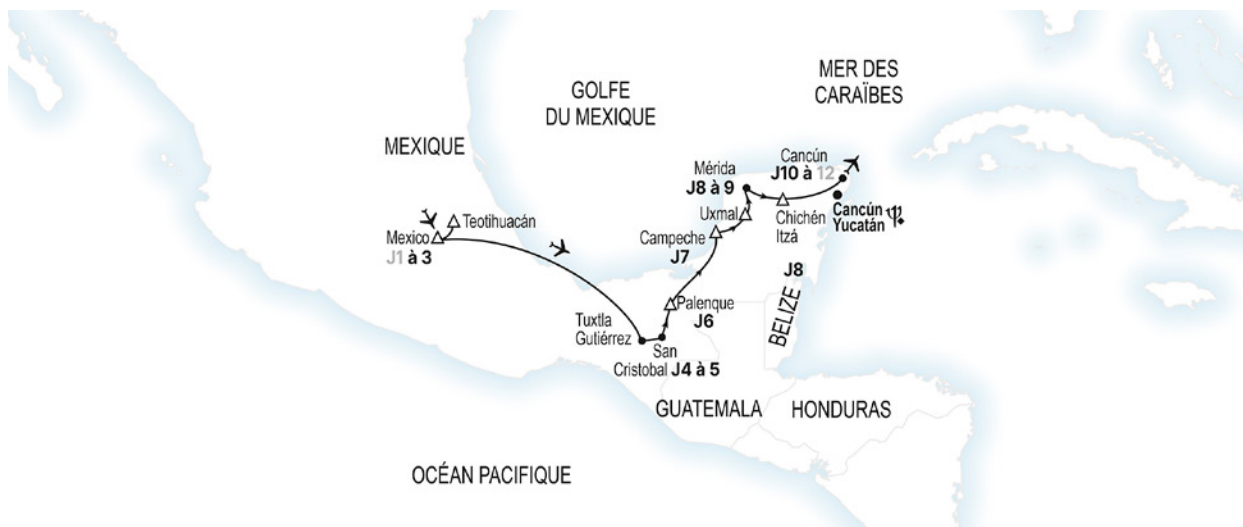 MER DES
CARAÏBES
GOLFE
DU MEXIQUE
MEXIQUE
Cancún
J10 à 12
Mérida
J8 à 9
Teotihuacán
Uxmal
Chichén
Itzá
Cancún
Yucatán
Mexico
J1 à 3
Campeche
J7
J8
BELIZE
Palenque
J6
Tuxtla
Gutiérrez
San
Cristobal J4 à 5
GUATEMALA
HONDURAS
OCÉAN PACIFIQUE